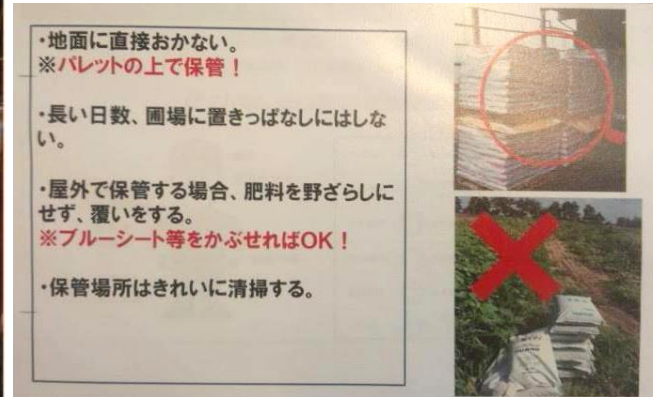 ・地面に直接おかない。
※パレットの上で保管！
・長い日数、圃場に置きっぱなしにはしな
い。
・屋外で保管する場合、肥料を野ざらしに
せず、覆いをする。
※ブルーシート等をかぶせればOK！
・保管場所はきれいに清掃する。